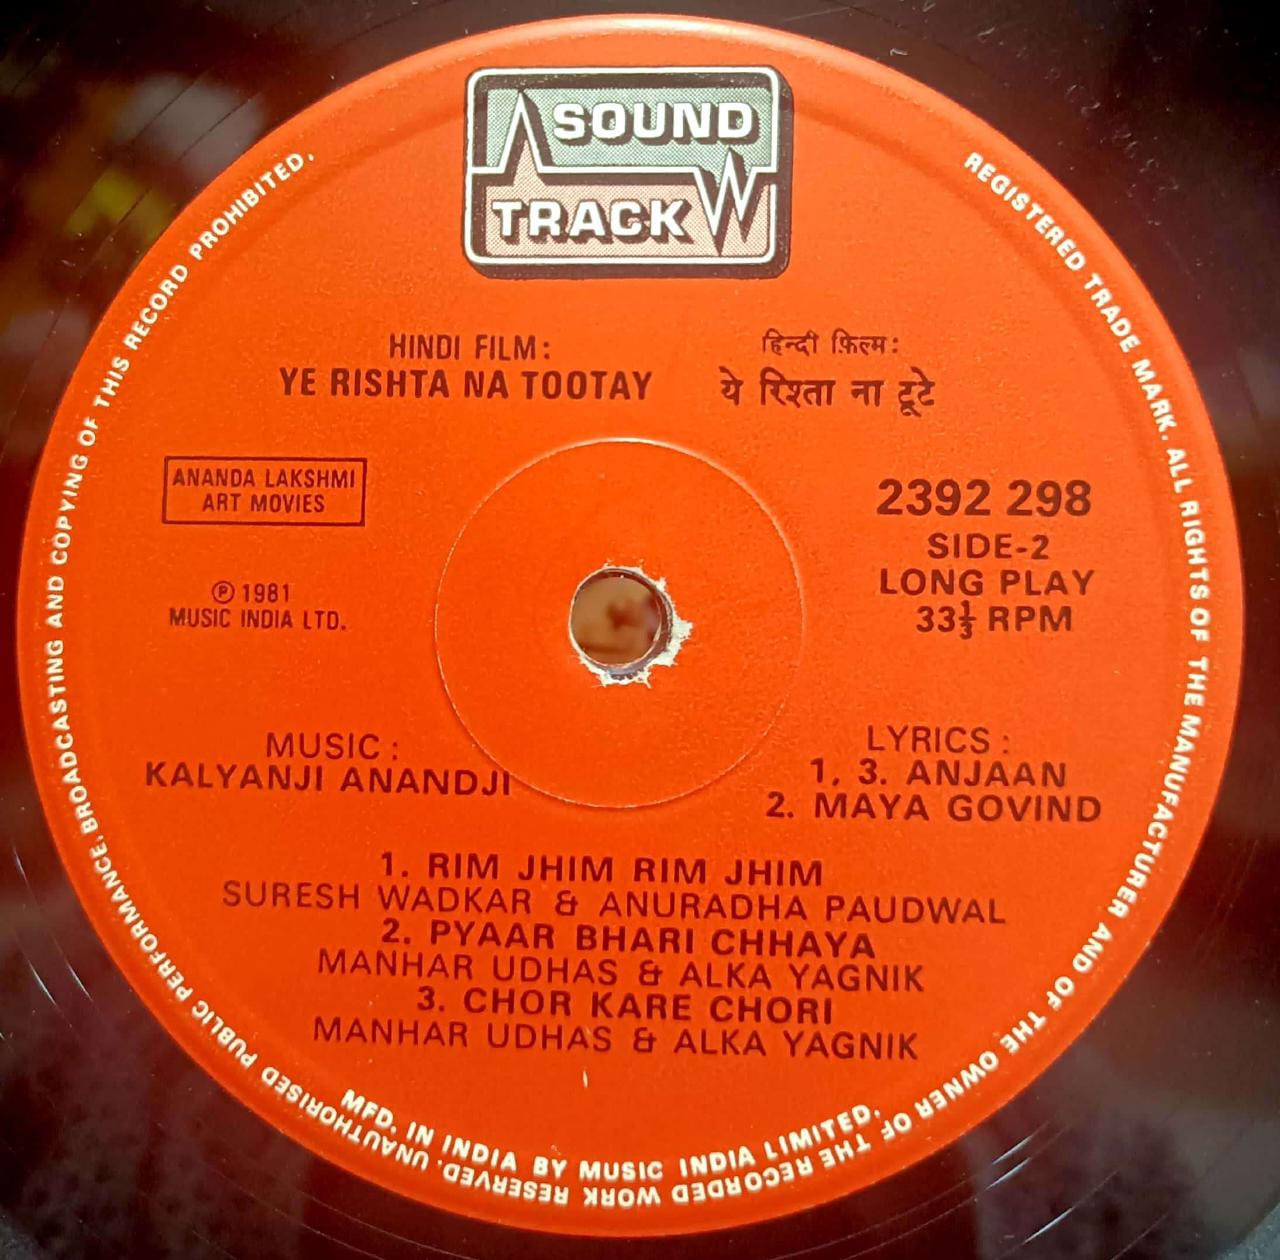 SOUND
TRACK
HINDI FILM:
YE RISHTA NA TOOTAY
हिन्दी फ़िल्म:
ये रिश्ता ना टूटे
ANANDA LAKSHMI
ART MOVIES
2392 298
SIDE-2
LONG PLAY
33⅓ RPM
℗ 1981
MUSIC INDIA LTD.
MUSIC :
KALYANJI ANANDJI
LYRICS :
1, 3. ANJAAN
2. MAYA GOVIND
1. RIM JHIM RIM JHIM
SURESH WADKAR & ANURADHA PAUDWAL
2. PYAAR BHARI CHHAYA
MANHAR UDHAS & ALKA YAGNIK
3. CHOR KARE CHORI
MANHAR UDHAS & ALKA YAGNIK
MFD. IN INDIA BY MUSIC INDIA LIMITED.
REGISTERED TRADE MARK. ALL RIGHTS OF THE MANUFACTURER AND OF THE OWNER OF THE RECORDED WORK RESERVED. UNAUTHORISED PUBLIC PERFORMANCE, BROADCASTING AND COPYING OF THIS RECORD PROHIBITED.